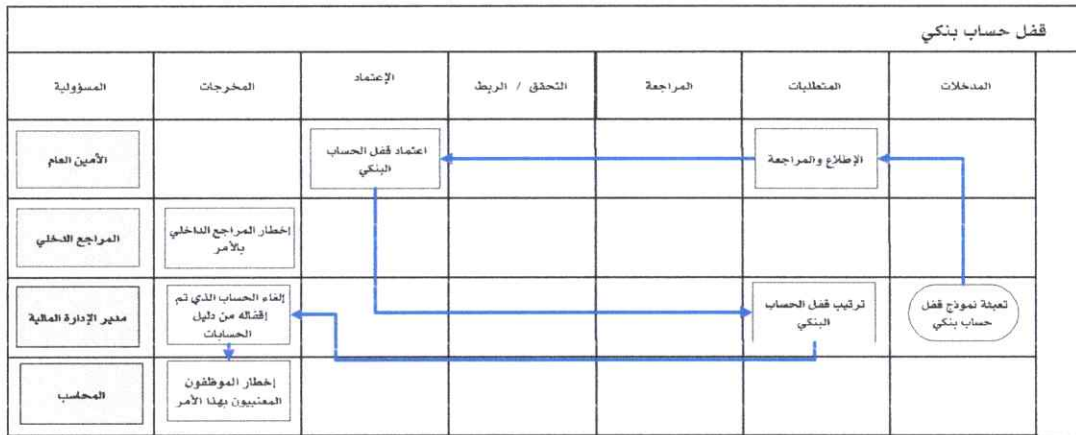 قفل حساب بنكي
المدخلات
المتطلبات
المراجعة
التحقق / الربط
الإعتماد
المخرجات
المسؤولية
الإطلاع والمراجعة
اعتماد قفل الحساب
البنكي
الأمين العام
إخطار المراجع الداخلي
بالأمر
المراجع الدخلي
تعبئة نموذج قفل
حساب بنكي
ترتيب قفل الحساب
البنكي
إلغاء الحساب الذي تم
إقفاله من دليل
الحسابات
مدير الإدارة المالية
إخطار الموظفون
المعنييون بهذا الأمر
المحاسب